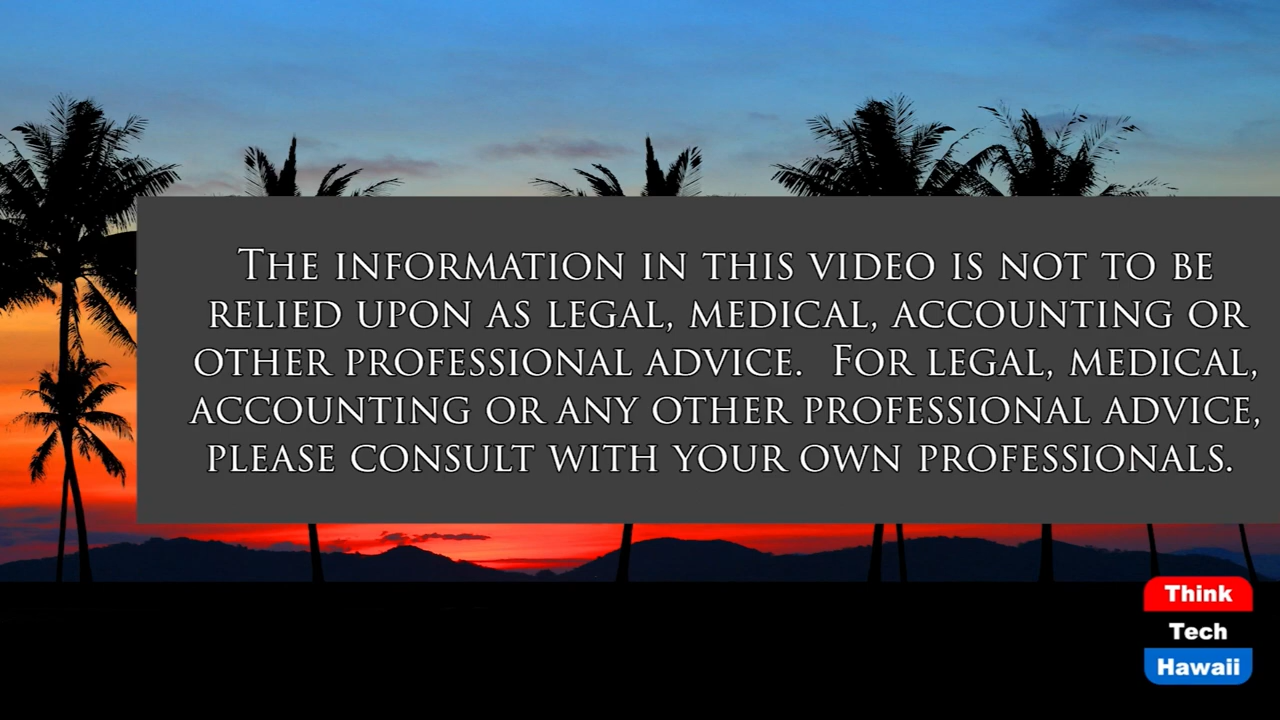 The information in this video is not to be
relied upon as legal, medical, accounting or
other professional advice.  For legal, medical,
accounting or any other professional advice,
please consult with your own professionals.
Think
Tech
Hawaii